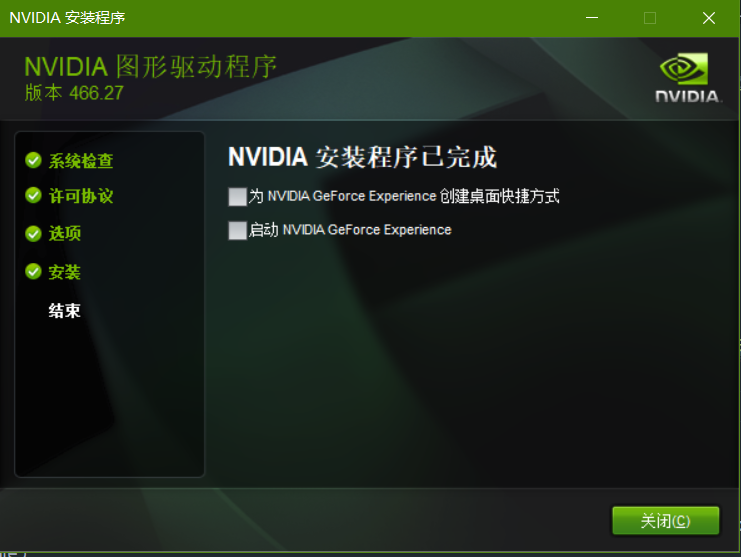 NVIDIA 安装程序
NVIDIA 图形驱动程序
版本 466.27
NVIDIA.
系统检查
许可协议
选项
安装
结束
NVIDIA 安装程序已完成
为 NVIDIA GeForce Experience 创建桌面快捷方式
启动 NVIDIA GeForce Experience
关闭(C)